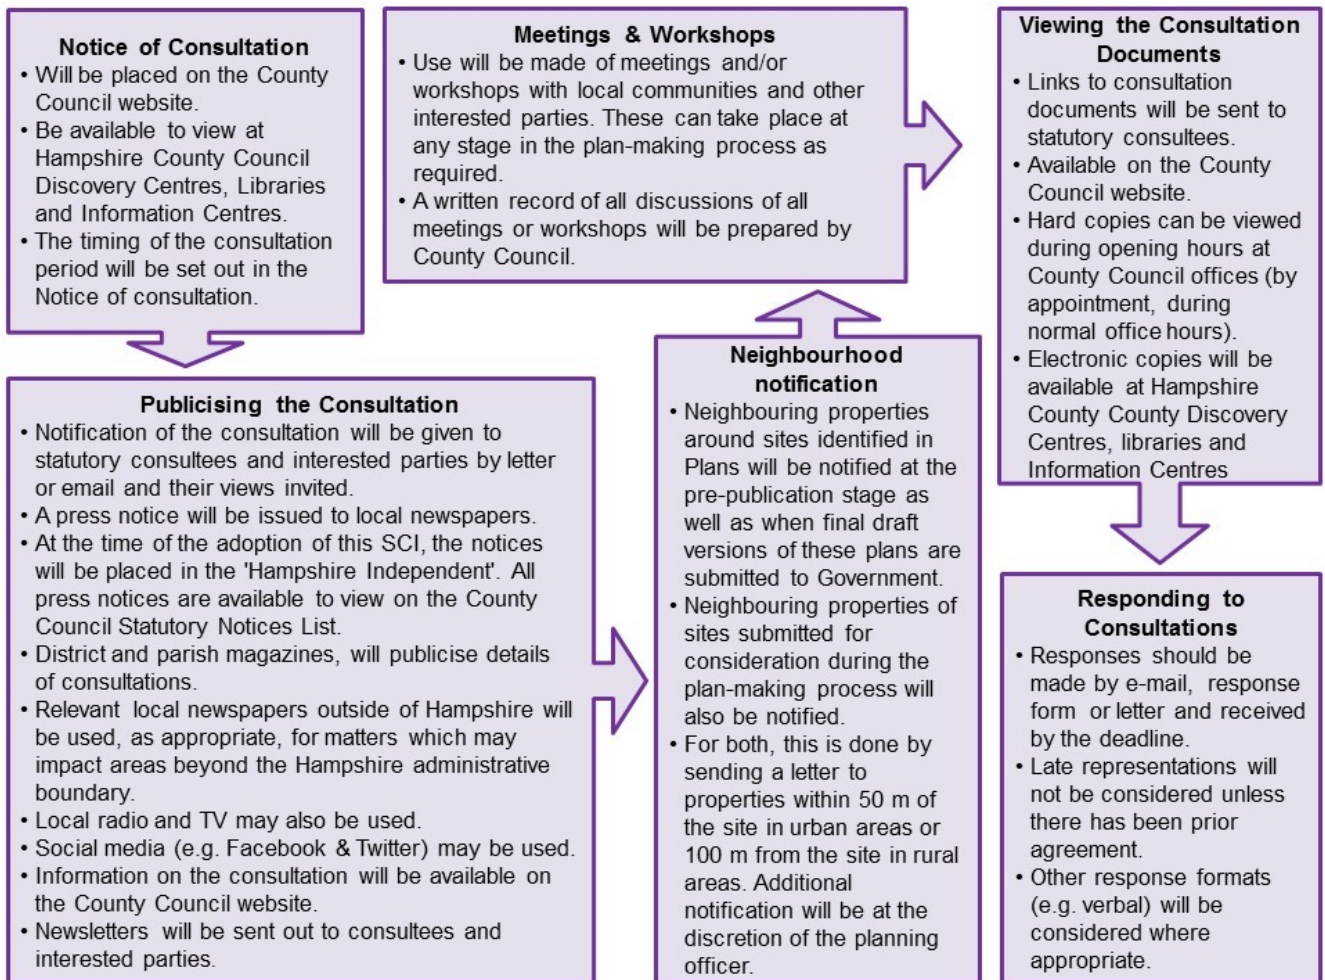 Notice of Consultation
• Will be placed on the County
Council website.
• Be available to view at
Hampshire County Council
Discovery Centres, Libraries
and Information Centres.
• The timing of the consultation
period will be set out in the
Notice of consultation.
Publicising the Consultation
• Notification of the consultation will be given to
statutory consultees and interested parties by letter
or email and their views invited.
• A press notice will be issued to local newspapers.
• At the time of the adoption of this SCI, the notices
will be placed in the 'Hampshire Independent'. All
press notices are available to view on the County
Council Statutory Notices List.
• District and parish magazines, will publicise details
of consultations.
• Relevant local newspapers outside of Hampshire will
be used, as appropriate, for matters which may
impact areas beyond the Hampshire administrative
boundary.
• Local radio and TV may also be used.
• Social media (e.g. Facebook & Twitter) may be used.
• Information on the consultation will be available on
the County Council website.
• Newsletters will be sent out to consultees and
interested parties.
Neighbourhood
notification
• Neighbouring properties
around sites identified in
Plans will be notified at the
pre-publication stage as
well as when final draft
versions of these plans are
submitted to Government.
• Neighbouring properties of
sites submitted for
consideration during the
plan-making process will
also be notified.
• For both, this is done by
sending a letter to
properties within 50 m of
the site in urban areas or
100 m from the site in rural
areas. Additional
notification will be at the
discretion of the planning
officer.
Meetings & Workshops
• Use will be made of meetings and/or
workshops with local communities and other
interested parties. These can take place at
any stage in the plan-making process as
required.
• A written record of all discussions of all
meetings or workshops will be prepared by
County Council.
Viewing the Consultation
Documents
• Links to consultation
documents will be sent to
statutory consultees.
• Available on the County
Council website.
• Hard copies can be viewed
during opening hours at
County Council offices (by
appointment, during
normal office hours).
• Electronic copies will be
available at Hampshire
County County Discovery
Centres, libraries and
Information Centres
Responding to
Consultations
• Responses should be
made by e-mail, response
form or letter and received
by the deadline.
• Late representations will
not be considered unless
there has been prior
agreement.
• Other response formats
(e.g. verbal) will be
considered where
appropriate.